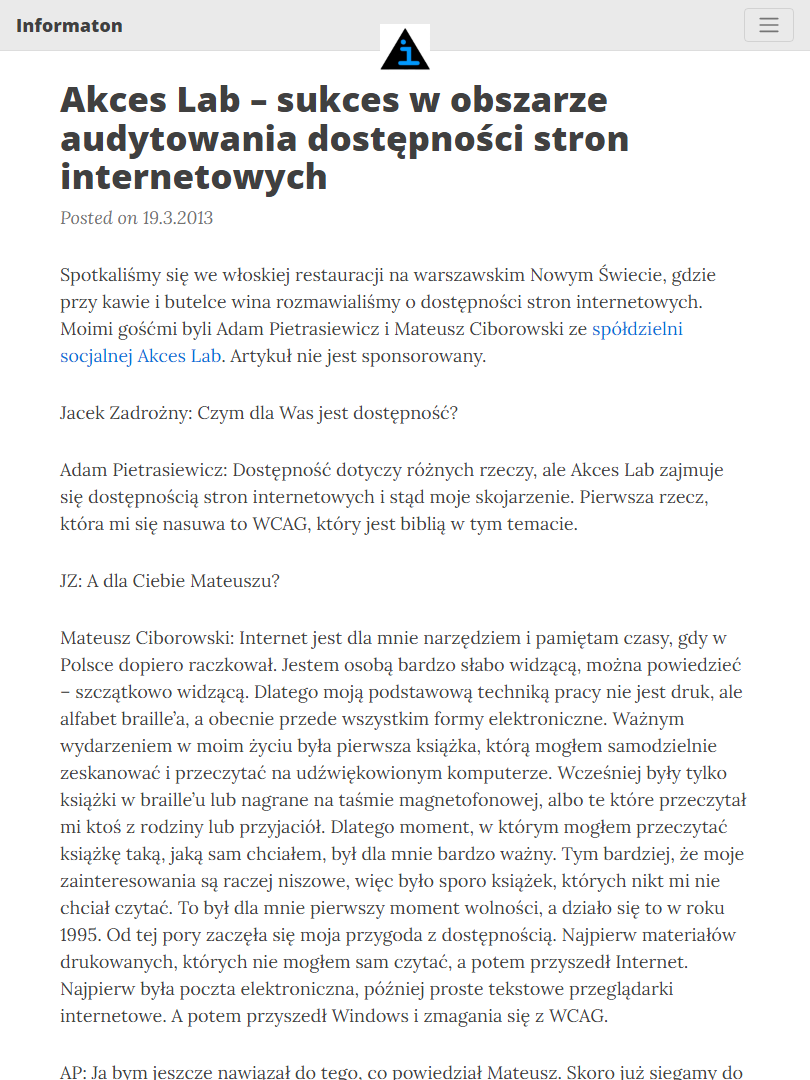 Informaton
i
Akces Lab – sukces w obszarze
audytowania dostępności stron
internetowych
Posted on 19.3.2013
Spotkaliśmy się we włoskiej restauracji na warszawskim Nowym Świecie, gdzie
przy kawie i butelce wina rozmawialiśmy o dostępności stron internetowych.
Moimi gośćmi byli Adam Pietrasiewicz i Mateusz Ciborowski ze spółdzielni
socjalnej Akces Lab. Artykuł nie jest sponsorowany.
Jacek Zadrożny: Czym dla Was jest dostępność?
Adam Pietrasiewicz: Dostępność dotyczy różnych rzeczy, ale Akces Lab zajmuje
się dostępnością stron internetowych i stąd moje skojarzenie. Pierwsza rzecz,
która mi się nasuwa to WCAG, który jest biblią w tym temacie.
JZ: A dla Ciebie Mateuszu?
Mateusz Ciborowski: Internet jest dla mnie narzędziem i pamiętam czasy, gdy w
Polsce dopiero raczkował. Jestem osobą bardzo słabo widzącą, można powiedzieć
– szczątkowo widzącą. Dlatego moją podstawową techniką pracy nie jest druk, ale
alfabet braille’a, a obecnie przede wszystkim formy elektroniczne. Ważnym
wydarzeniem w moim życiu była pierwsza książka, którą mogłem samodzielnie
zeskanować i przeczytać na udźwiękowionym komputerze. Wcześniej były tylko
książki w braille’u lub nagrane na taśmie magnetofonowej, albo te które przeczytał
mi ktoś z rodziny lub przyjaciół. Dlatego moment, w którym mogłem przeczytać
książkę taką, jaką sam chciałem, był dla mnie bardzo ważny. Tym bardziej, że moje
zainteresowania są raczej niszowe, więc było sporo książek, których nikt mi nie
chciał czytać. To był dla mnie pierwszy moment wolności, a działo się to w roku
1995. Od tej pory zaczęła się moja przygoda z dostępnością. Najpierw materiałów
drukowanych, których nie mogłem sam czytać, a potem przyszedł Internet.
Najpierw była poczta elektroniczna, później proste tekstowe przeglądarki
internetowe. A potem przyszedł Windows i zmagania się z WCAG.
AP: Ja bym jeszcze nawiązał do tego, co powiedział Mateusz. Skoro już sięgamy do